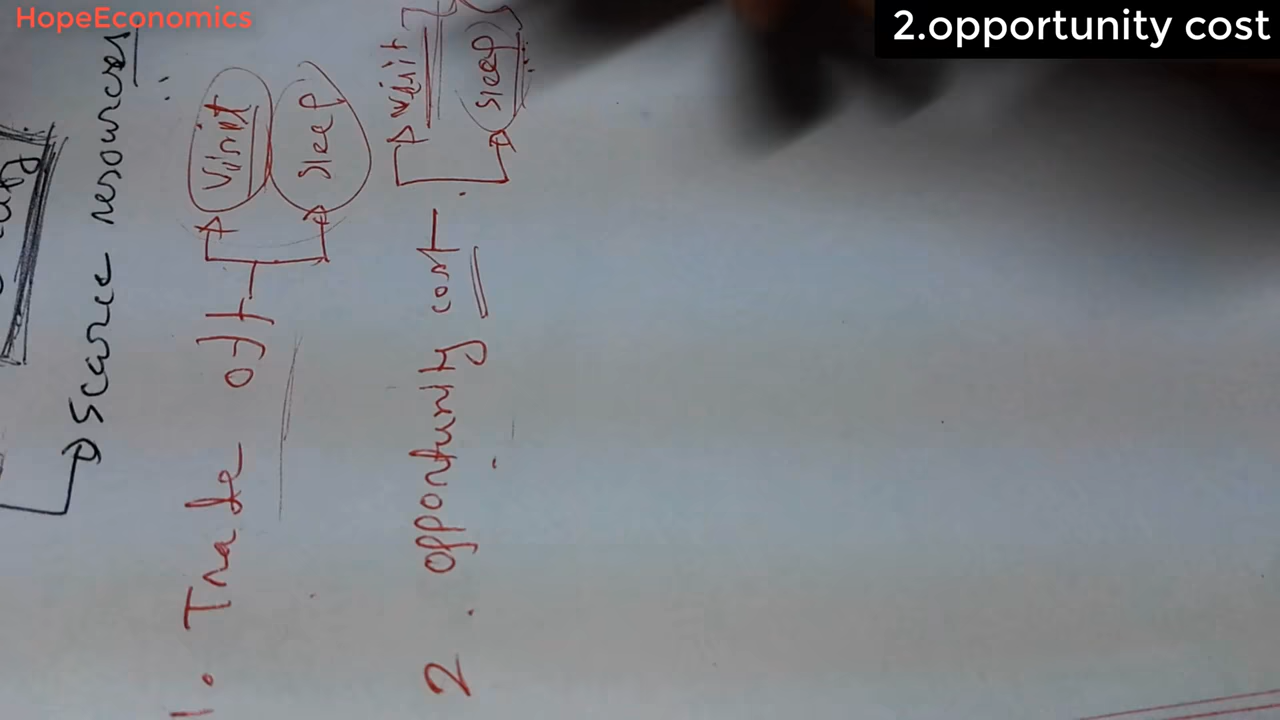 HopeEconomics
2.opportunity cost
Scarce resources
1. Trade off
visit
sleep
2. opportunity cost
visit
sleep